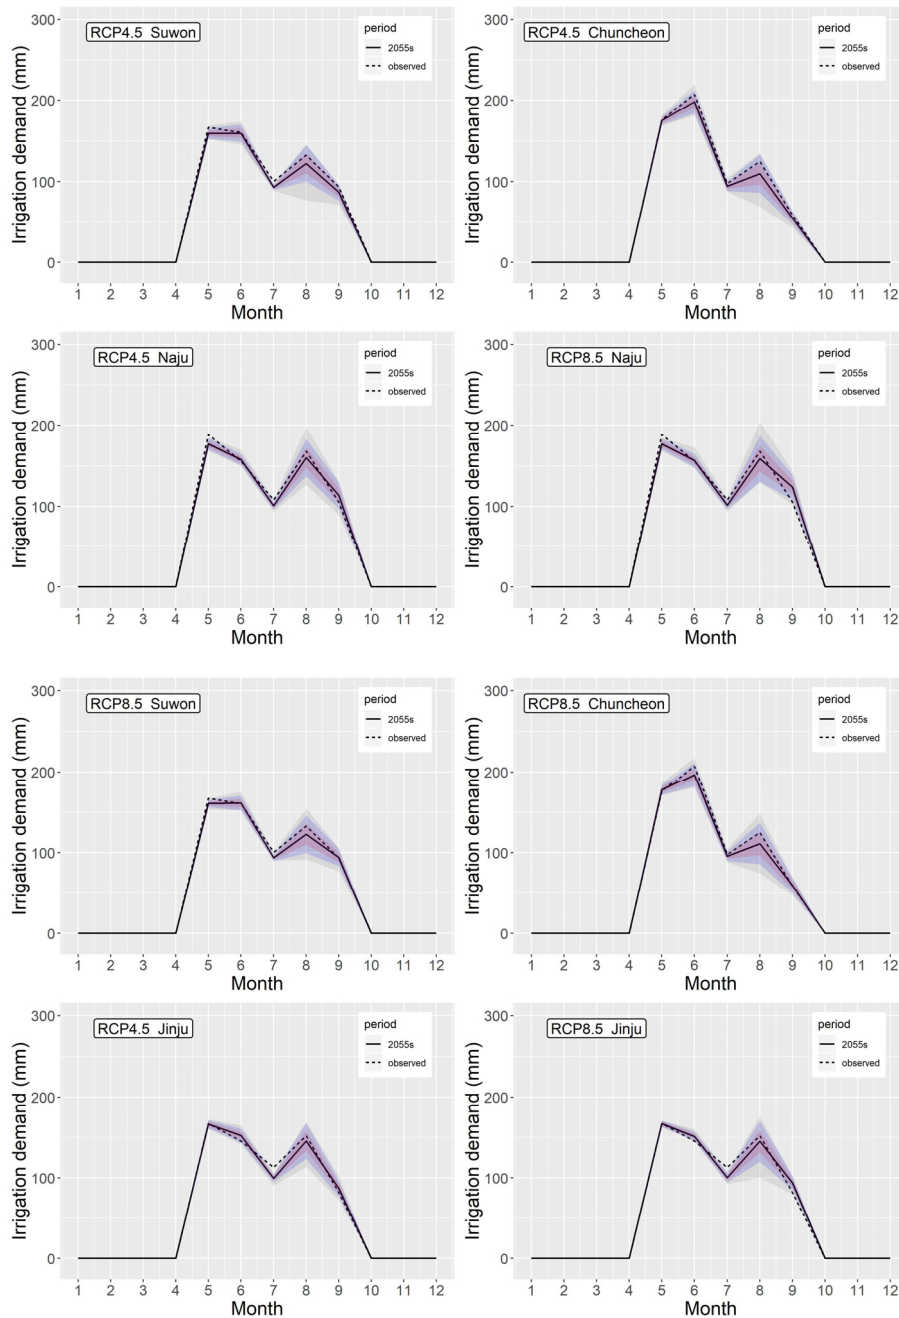 RCP4.5 Suwon
period
2055s
observed
Irrigation demand (mm)
300
200
100
0
1 2 3 4 5 6 7 8 9 10 11 12
Month
RCP4.5 Chuncheon
period
2055s
observed
Irrigation demand (mm)
300
200
100
0
1 2 3 4 5 6 7 8 9 10 11 12
Month
RCP4.5 Naju
period
2055s
observed
Irrigation demand (mm)
300
200
100
0
1 2 3 4 5 6 7 8 9 10 11 12
Month
RCP8.5 Naju
period
2055s
observed
Irrigation demand (mm)
300
200
100
0
1 2 3 4 5 6 7 8 9 10 11 12
Month
RCP8.5 Suwon
period
2055s
observed
Irrigation demand (mm)
300
200
100
0
1 2 3 4 5 6 7 8 9 10 11 12
Month
RCP8.5 Chuncheon
period
2055s
observed
Irrigation demand (mm)
300
200
100
0
1 2 3 4 5 6 7 8 9 10 11 12
Month
RCP4.5 Jinju
period
2055s
observed
Irrigation demand (mm)
300
200
100
0
1 2 3 4 5 6 7 8 9 10 11 12
Month
RCP8.5 Jinju
period
2055s
observed
Irrigation demand (mm)
300
200
100
0
1 2 3 4 5 6 7 8 9 10 11 12
Month